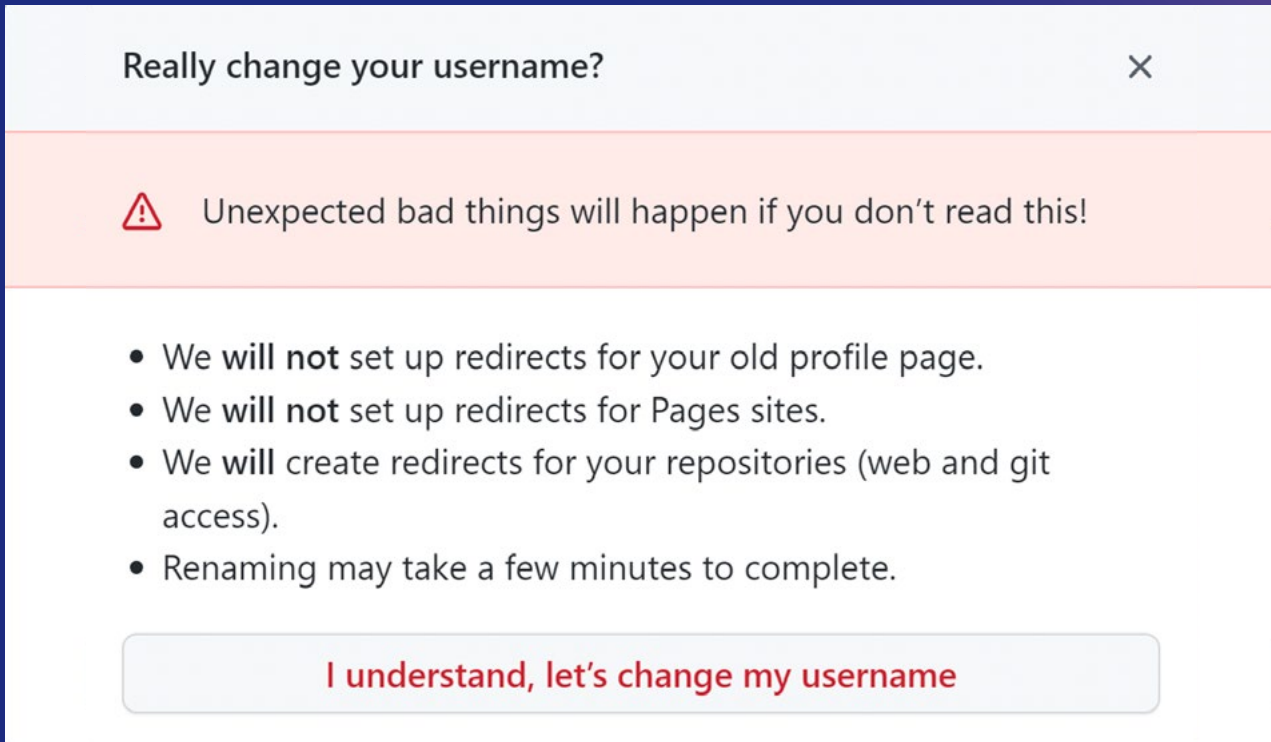 Really change your username?
Unexpected bad things will happen if you don’t read this!
We will not set up redirects for your old profile page.
We will not set up redirects for Pages sites.
We will create redirects for your repositories (web and git
access).
Renaming may take a few minutes to complete.
I understand, let’s change my username